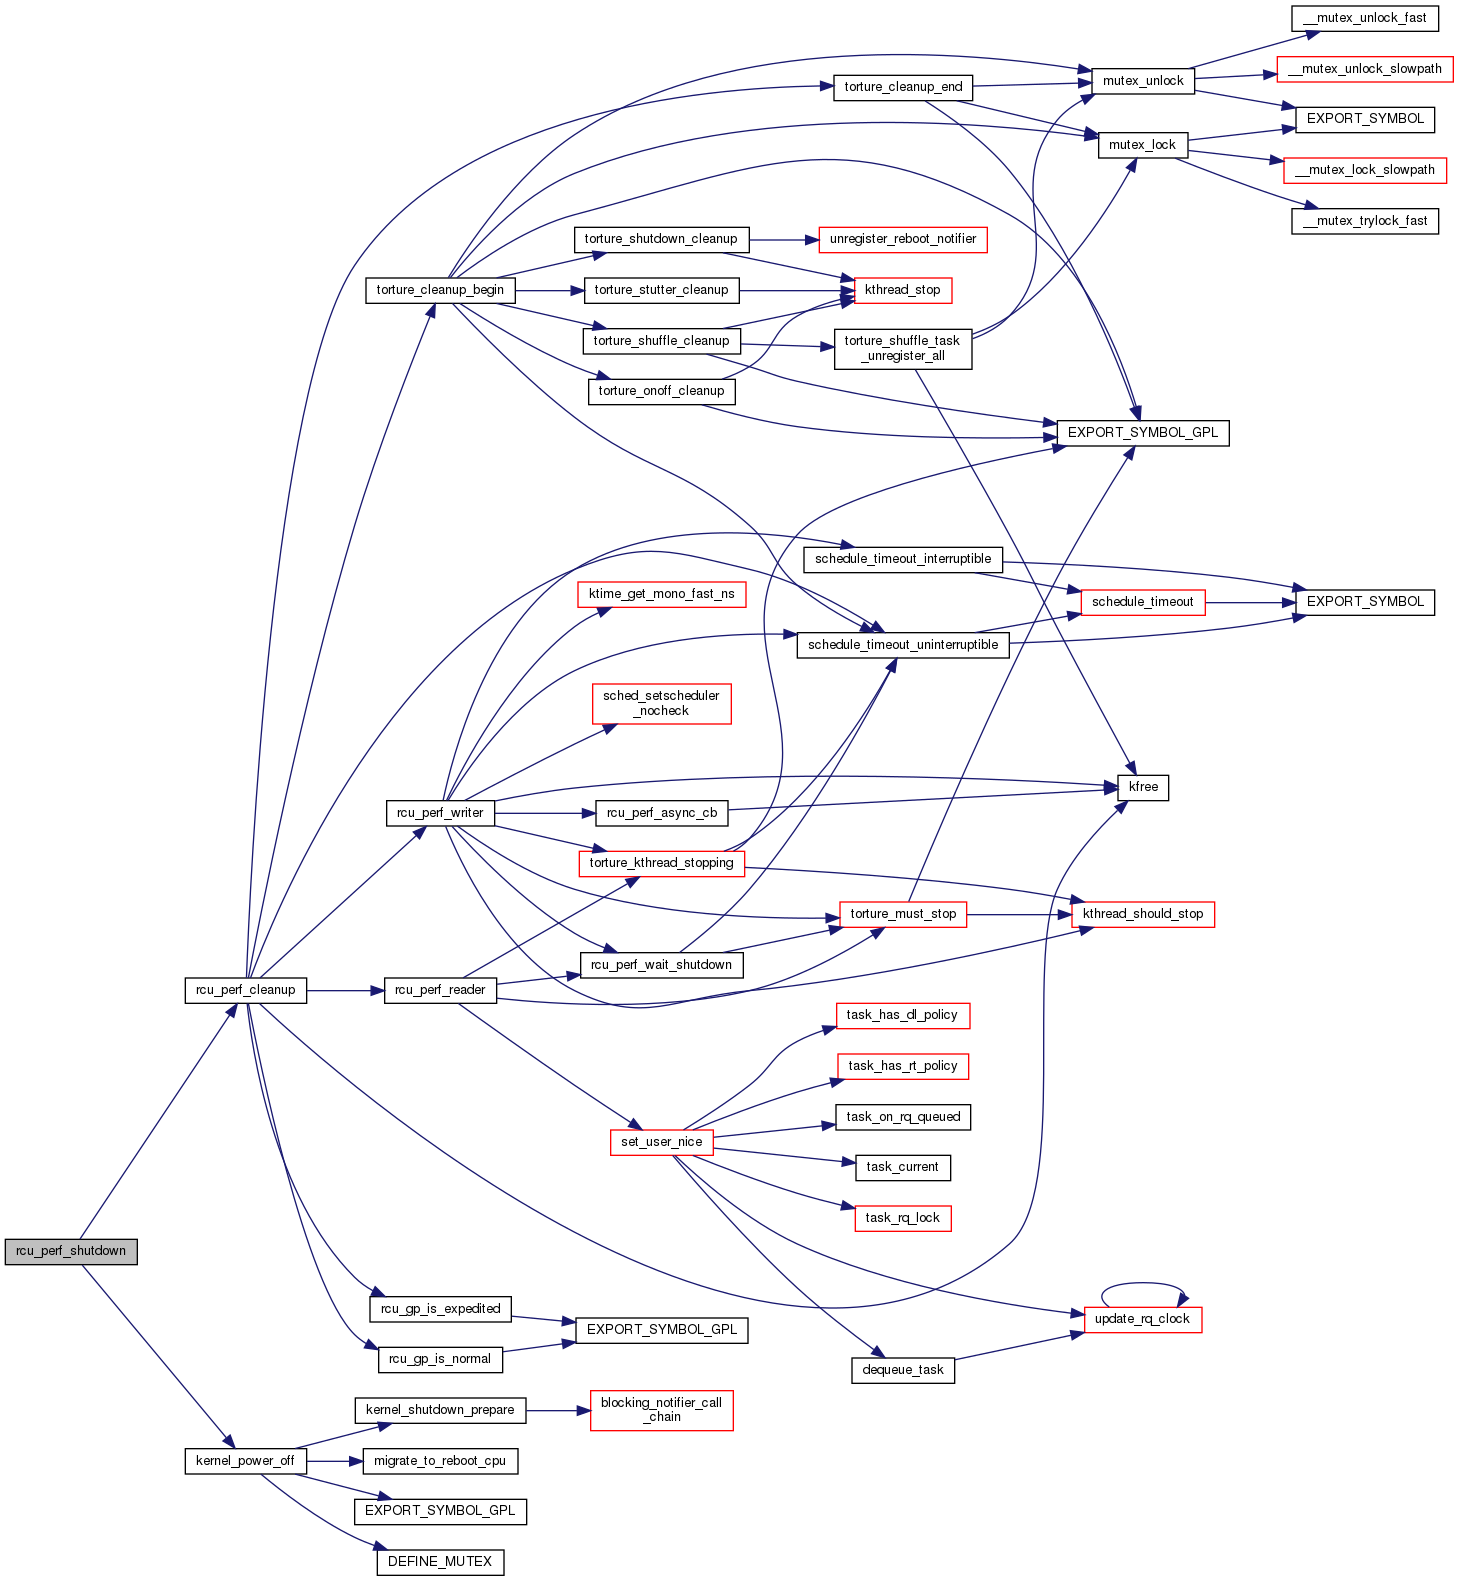 __mutex_unlock_fast
__mutex_unlock_slowpath
mutex_unlock
torture_cleanup_end
EXPORT_SYMBOL
mutex_lock
__mutex_lock_slowpath
__mutex_trylock_fast
torture_shutdown_cleanup
unregister_reboot_notifier
torture_cleanup_begin
torture_stutter_cleanup
kthread_stop
torture_shuffle_cleanup
torture_shuffle_task
_unregister_all
torture_onoff_cleanup
EXPORT_SYMBOL_GPL
schedule_timeout_interruptible
ktime_get_mono_fast_ns
schedule_timeout
EXPORT_SYMBOL
schedule_timeout_uninterruptible
sched_setscheduler
_nocheck
kfree
rcu_perf_writer
rcu_perf_async_cb
torture_kthread_stopping
torture_must_stop
kthread_should_stop
rcu_perf_wait_shutdown
rcu_perf_cleanup
rcu_perf_reader
task_has_dl_policy
task_has_rt_policy
task_on_rq_queued
set_user_nice
task_current
task_rq_lock
rcu_perf_shutdown
rcu_gp_is_expedited
update_rq_clock
EXPORT_SYMBOL_GPL
rcu_gp_is_normal
dequeue_task
kernel_shutdown_prepare
blocking_notifier_call
_chain
kernel_power_off
migrate_to_reboot_cpu
EXPORT_SYMBOL_GPL
DEFINE_MUTEX